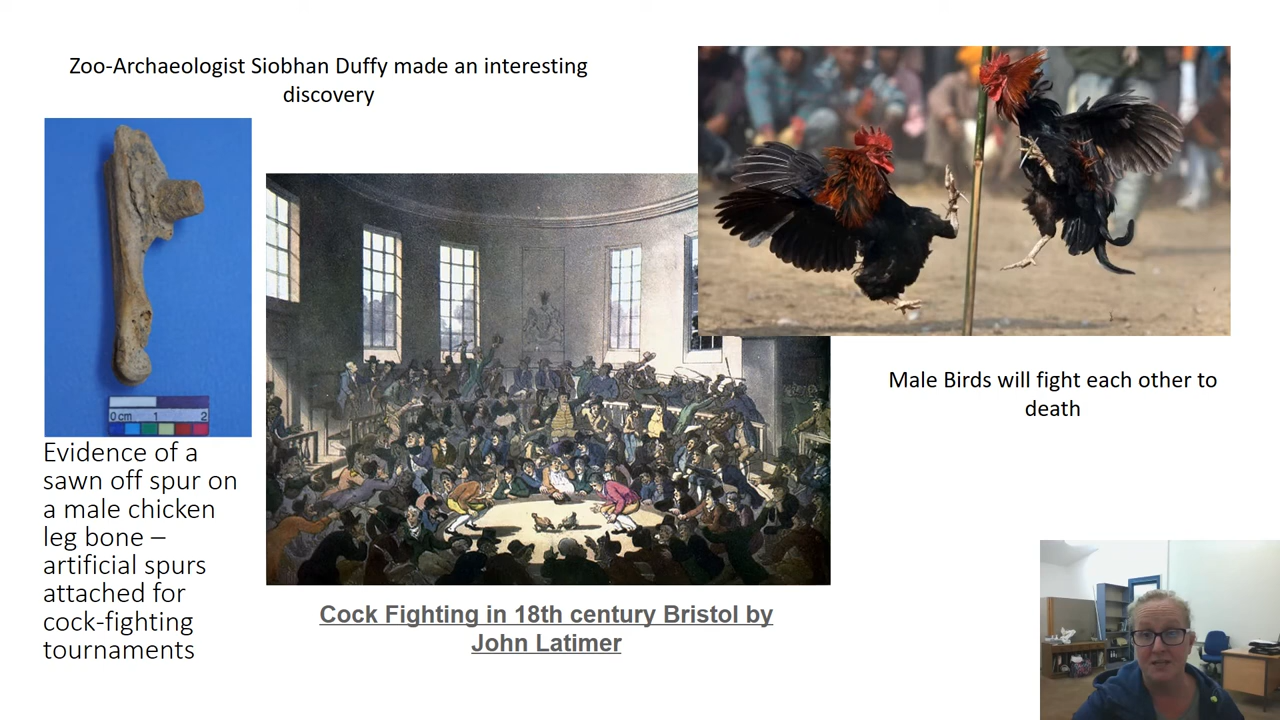 Zoo-Archaeologist Siobhan Duffy made an interesting
discovery
0cm 1 2
Evidence of a
sawn off spur on
a male chicken
leg bone –
artificial spurs
attached for
cock-fighting
tournaments
Cock Fighting in 18th century Bristol by
John Latimer
Male Birds will fight each other to
death